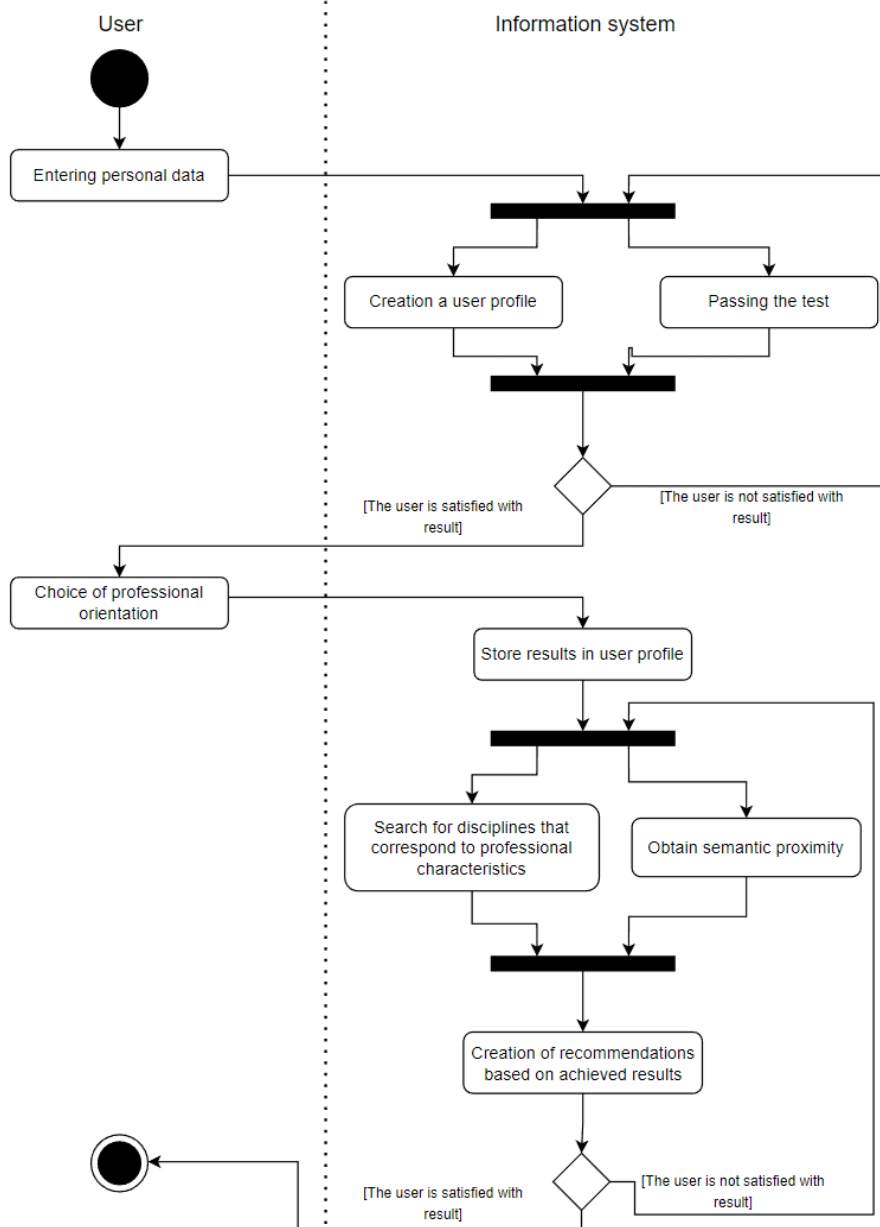 User
Information system
Entering personal data
Creation a user profile
Passing the test
[The user is satisfied with
result]
[The user is not satisfied with
result]
Choice of professional
orientation
Store results in user profile
Search for disciplines that
correspond to professional
characteristics
Obtain semantic proximity
Creation of recommendations
based on achieved results
[The user is satisfied with
result]
[The user is not satisfied with
result]